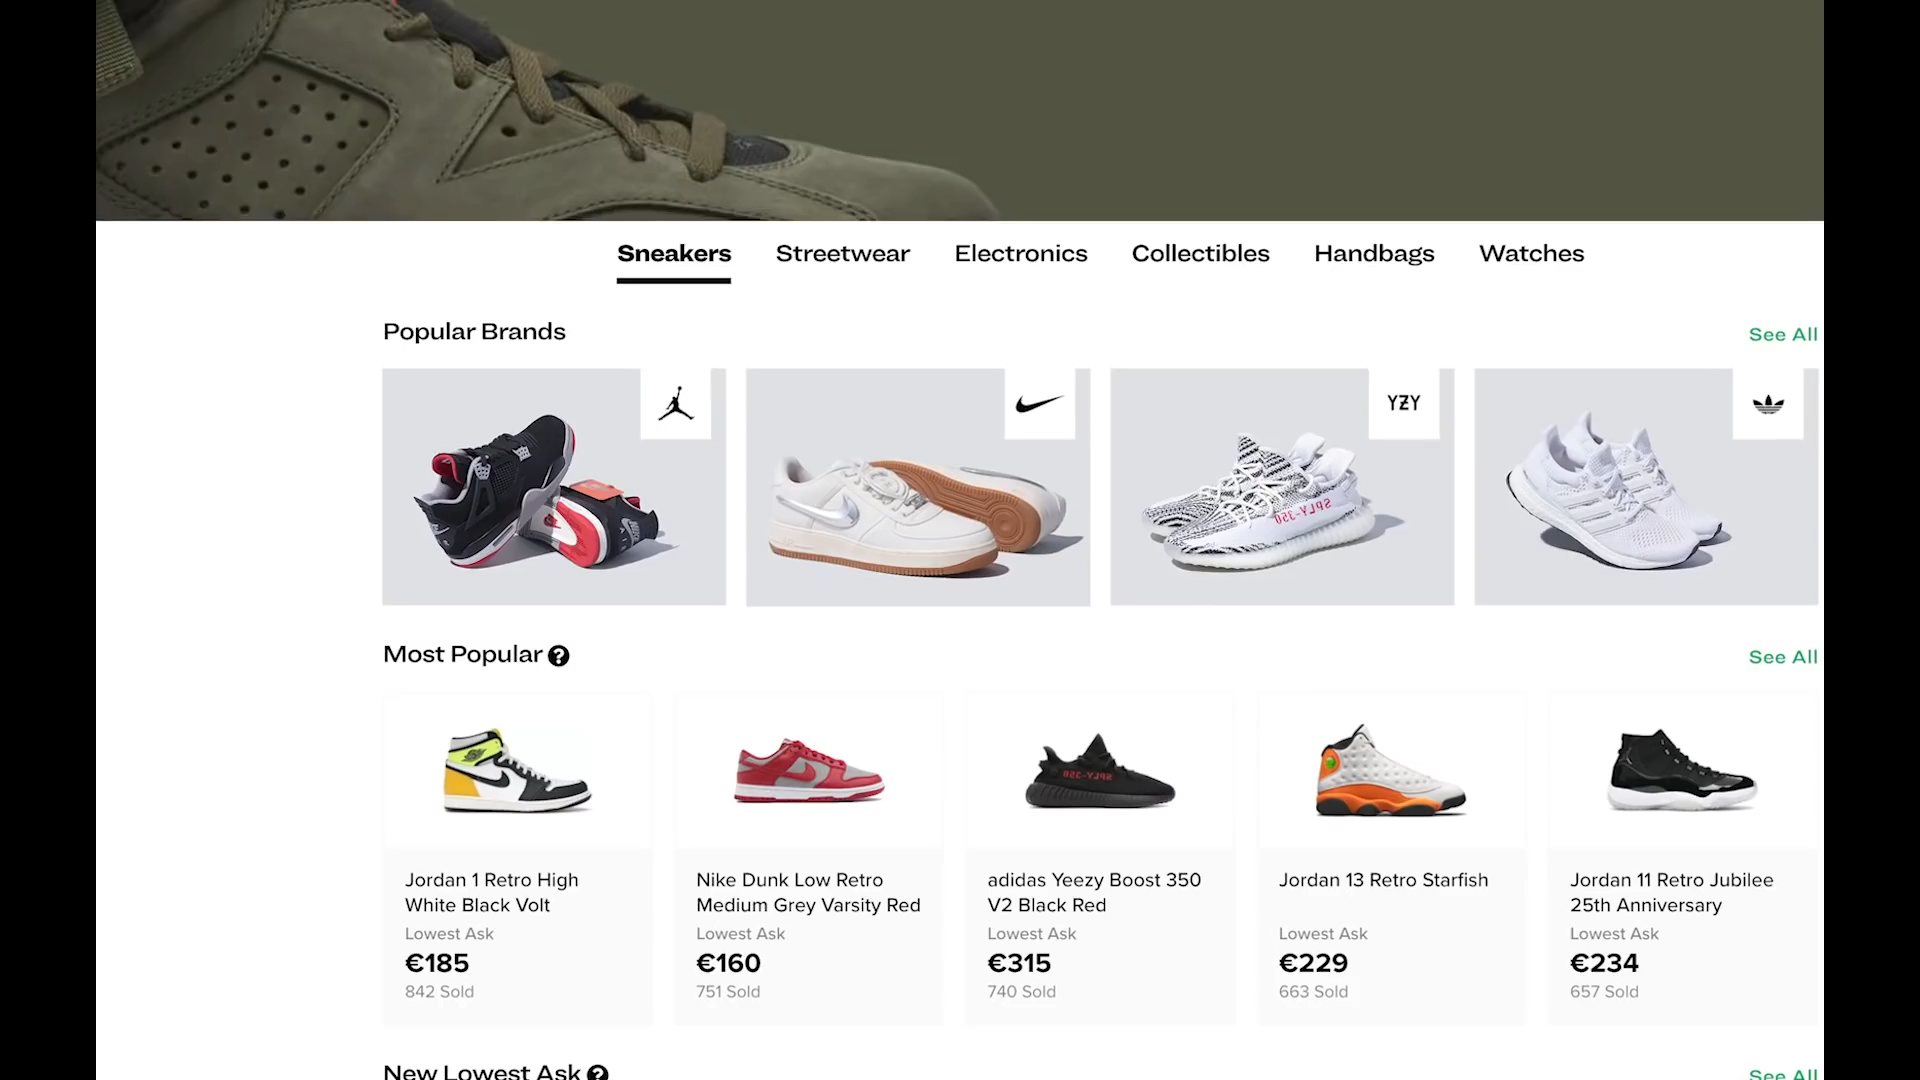 Sneakers Streetwear Electronics Collectibles Handbags Watches
Popular Brands See All
YZY
SPLY-350
Most Popular ? See All
SPLY-350
Jordan 1 Retro High
White Black Volt
Lowest Ask
€185
842 Sold
Nike Dunk Low Retro
Medium Grey Varsity Red
Lowest Ask
€160
751 Sold
adidas Yeezy Boost 350
V2 Black Red
Lowest Ask
€315
740 Sold
Jordan 13 Retro Starfish
Lowest Ask
€229
663 Sold
Jordan 11 Retro Jubilee
25th Anniversary
Lowest Ask
€234
657 Sold
New Lowest Ask ? See All